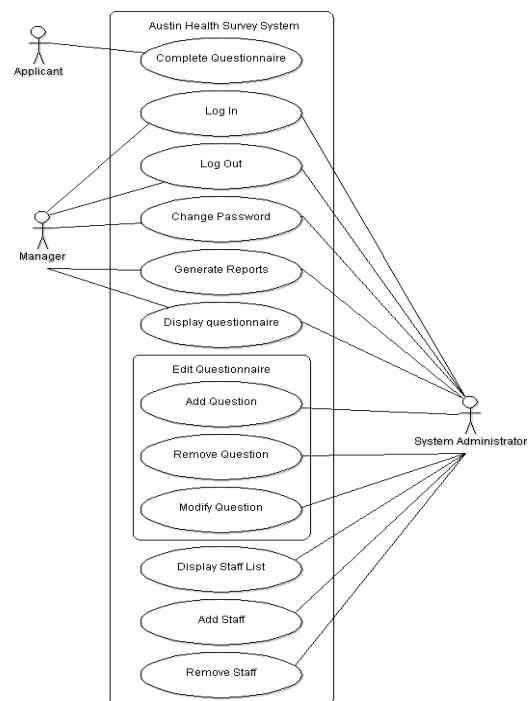 Austin Health Survey System
Complete Questionnaire
Applicant
Log In
Log Out
Change Password
Manager
Generate Reports
Display questionnaire
Edit Questionnaire
Add Question
System Administrator
Remove Question
Modify Question
Display Staff List
Add Staff
Remove Staff